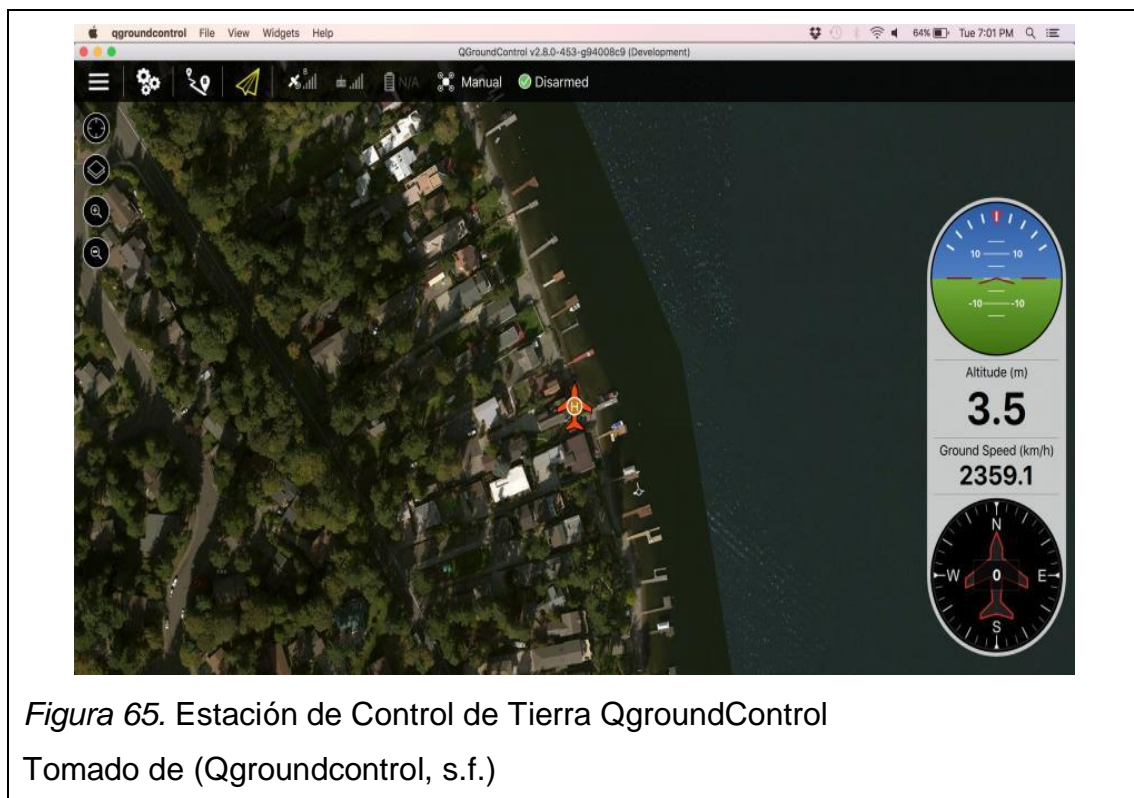 qgroundcontrol File View Widgets Help 64% Tue 7:01 PM
QGroundControl v2.8.0-453-g94008c9 (Development)
8 N/A Manual Disarmed
10 10
-10 -10
Altitude (m)
3.5
Ground Speed (km/h)
2359.1
N
W 0 E
S
H
Figura 65. Estación de Control de Tierra QgroundControl
Tomado de (Qgroundcontrol, s.f.)